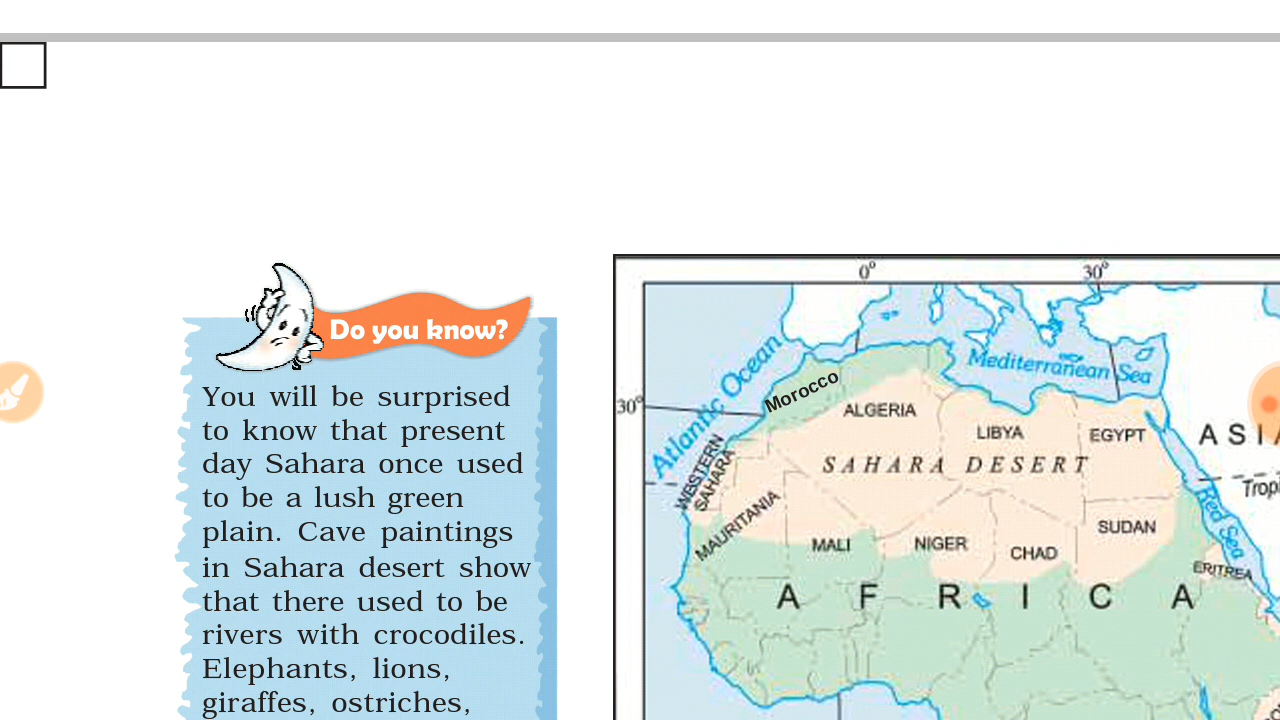 Do you know?
You will be surprised
to know that present
day Sahara once used
to be a lush green
plain. Cave paintings
in Sahara desert show
that there used to be
rivers with crocodiles.
Elephants, lions,
giraffes, ostriches,
0°
30°
30°
Atlantic Ocean
Mediterranean Sea
Morocco
ALGERIA
LIBYA
EGYPT
ASIA
SAHARA DESERT
WESTERN
SAHARA
Tropi
Red Sea
MAURITANIA
MALI
NIGER
CHAD
SUDAN
ERITREA
AFRICA